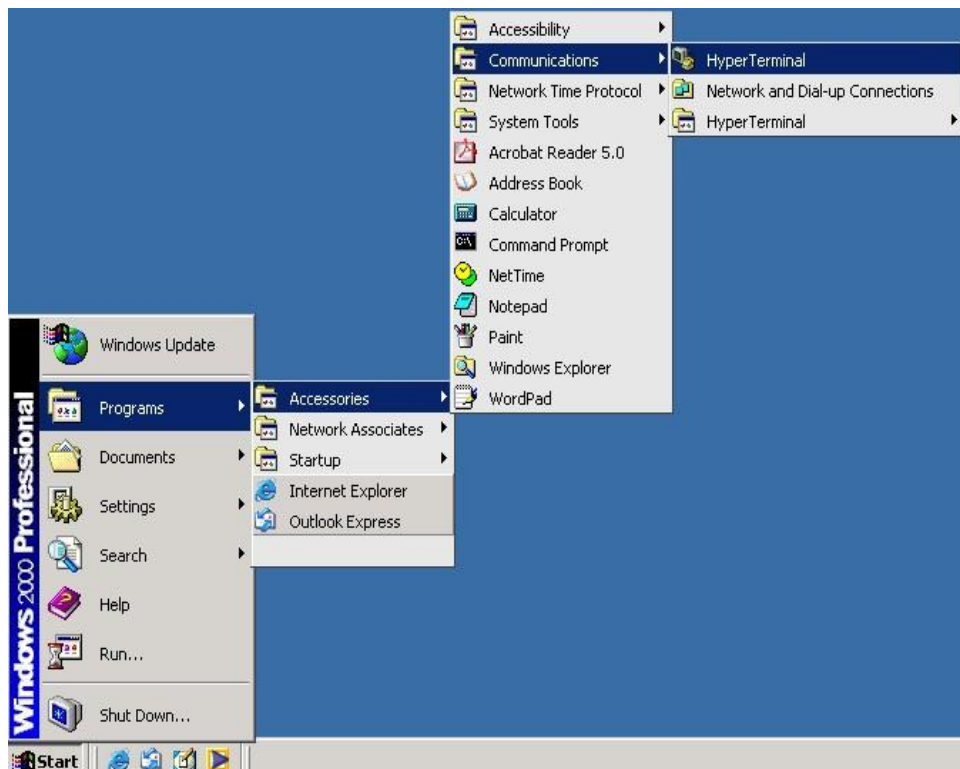 Accessibility
Communications
Network Time Protocol
System Tools
Acrobat Reader 5.0
Address Book
Calculator
Command Prompt
NetTime
Notepad
Paint
Windows Explorer
WordPad
HyperTerminal
Network and Dial-up Connections
HyperTerminal
Windows 2000 Professional
Windows Update
Programs
Documents
Settings
Search
Help
Run...
Shut Down...
Accessories
Network Associates
Startup
Internet Explorer
Outlook Express
Start